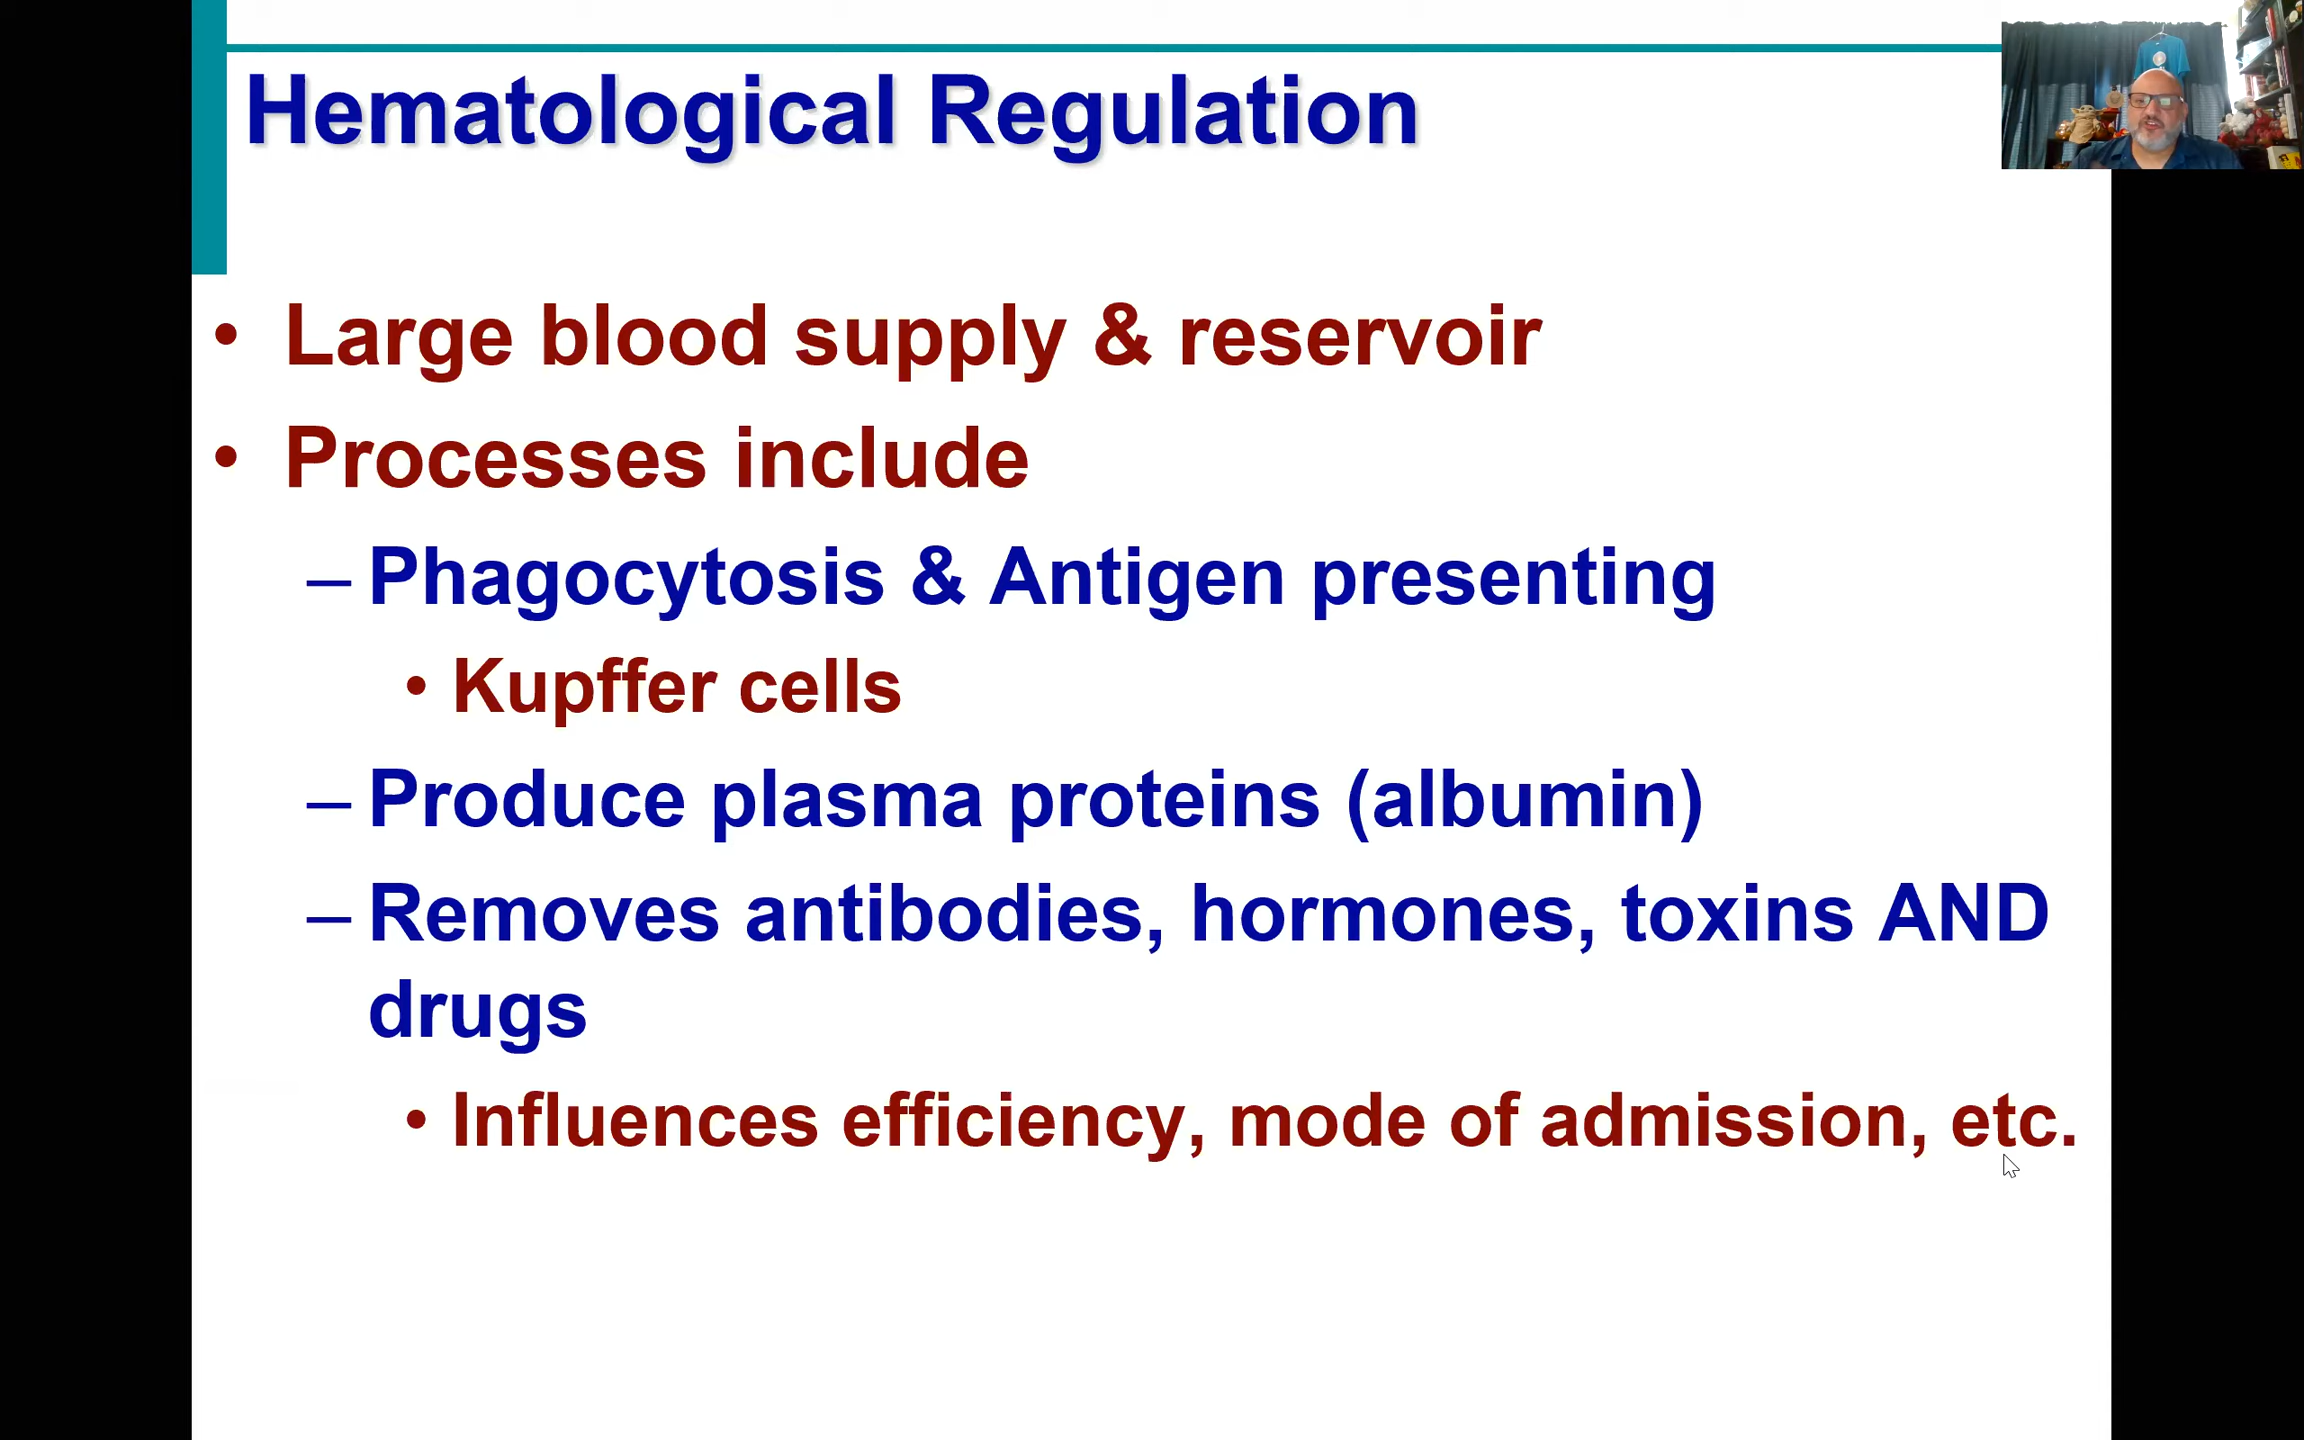 Hematological Regulation
• Large blood supply & reservoir
• Processes include
– Phagocytosis & Antigen presenting
• Kupffer cells
– Produce plasma proteins (albumin)
– Removes antibodies, hormones, toxins AND
drugs
• Influences efficiency, mode of admission, etc.